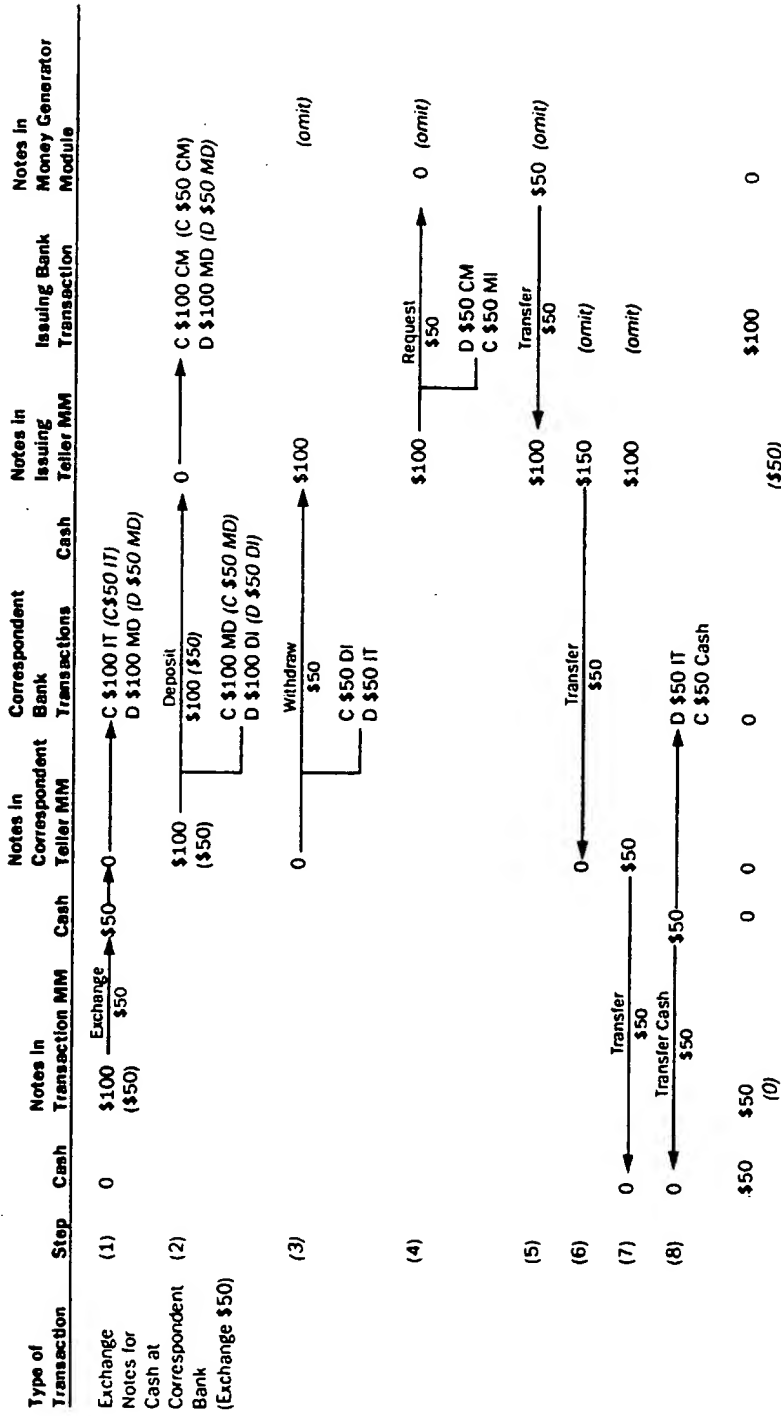 Type of Transaction Step Cash Notes in Transaction MM Cash Notes in Correspondent Teller MM Correspondent Bank Transactions Cash Notes in Issuing Teller MM Issuing Bank Transaction Notes in Money Generator Module
Exchange Notes for Cash at Correspondent Bank (Exchange $50)
(1) 0 $100 Exchange $50 0 C $100 IT (C$50 IT)
($50) $50 D $100 MD (D $50 MD)
(2) $100 Deposit 0 C $100 CM (C $50 CM)
($50) $100 ($50) D $100 MD (D $50 MD)
C $100 MD (C $50 MD)
D $100 DI (D $50 DI)
(3) 0 Withdraw $100 (omit)
$50
C $50 DI
D $50 IT
(4) $100 Request 0 (omit)
$50
D $50 CM
C $50 MI
(5) $100 Transfer $50 (omit)
$50
(6) 0 Transfer $150 (omit)
$50
(7) 0 Transfer $50 $100 (omit)
$50
(8) 0 Transfer Cash $50 D $50 IT
$50 C $50 Cash
$50 $50 0 0 0 $100 0
(0) ($50)